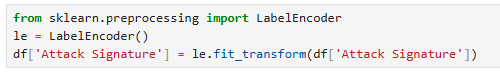 from sklearn.preprocessing import LabelEncoder
le = LabelEncoder()
df['Attack Signature'] = le.fit_transform(df['Attack Signature'])